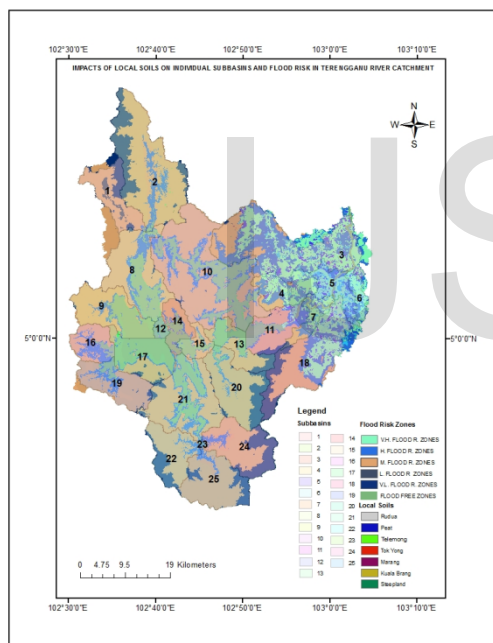 102°30'0"E 102°40'0"E 102°50'0"E 103°0'0"E 103°10'0"E
IMPACTS OF LOCAL SOILS ON INDIVIDUAL SUBBASINS AND FLOOD RISK IN TERENGGANU RIVER CATCHMENT
N
W E
S
1
2
3
8
10
5
4
6
9
7
14
12
11
5°0'0"N 5°0'0"N
16
15
13
17
18
19
20
21
23
24
22
25
US
Legend
Subbasins
1
2
3
4
5
6
7
8
9
10
11
12
13
14
15
16
17
18
19
20
21
22
23
24
25
Flood Risk Zones
V.H. FLOOD R. ZONES
H. FLOOD R. ZONES
M. FLOOD R. ZONES
L. FLOOD R. ZONES
V.L. FLOOD R. ZONES
FLOOD FREE ZONES
Local Soils
Rudua
Peat
Telemong
Tok Yong
Marang
Kuala Brang
Steepland
0 4.75 9.5 19 Kilometers
102°30'0"E 102°40'0"E 102°50'0"E 103°0'0"E 103°10'0"E